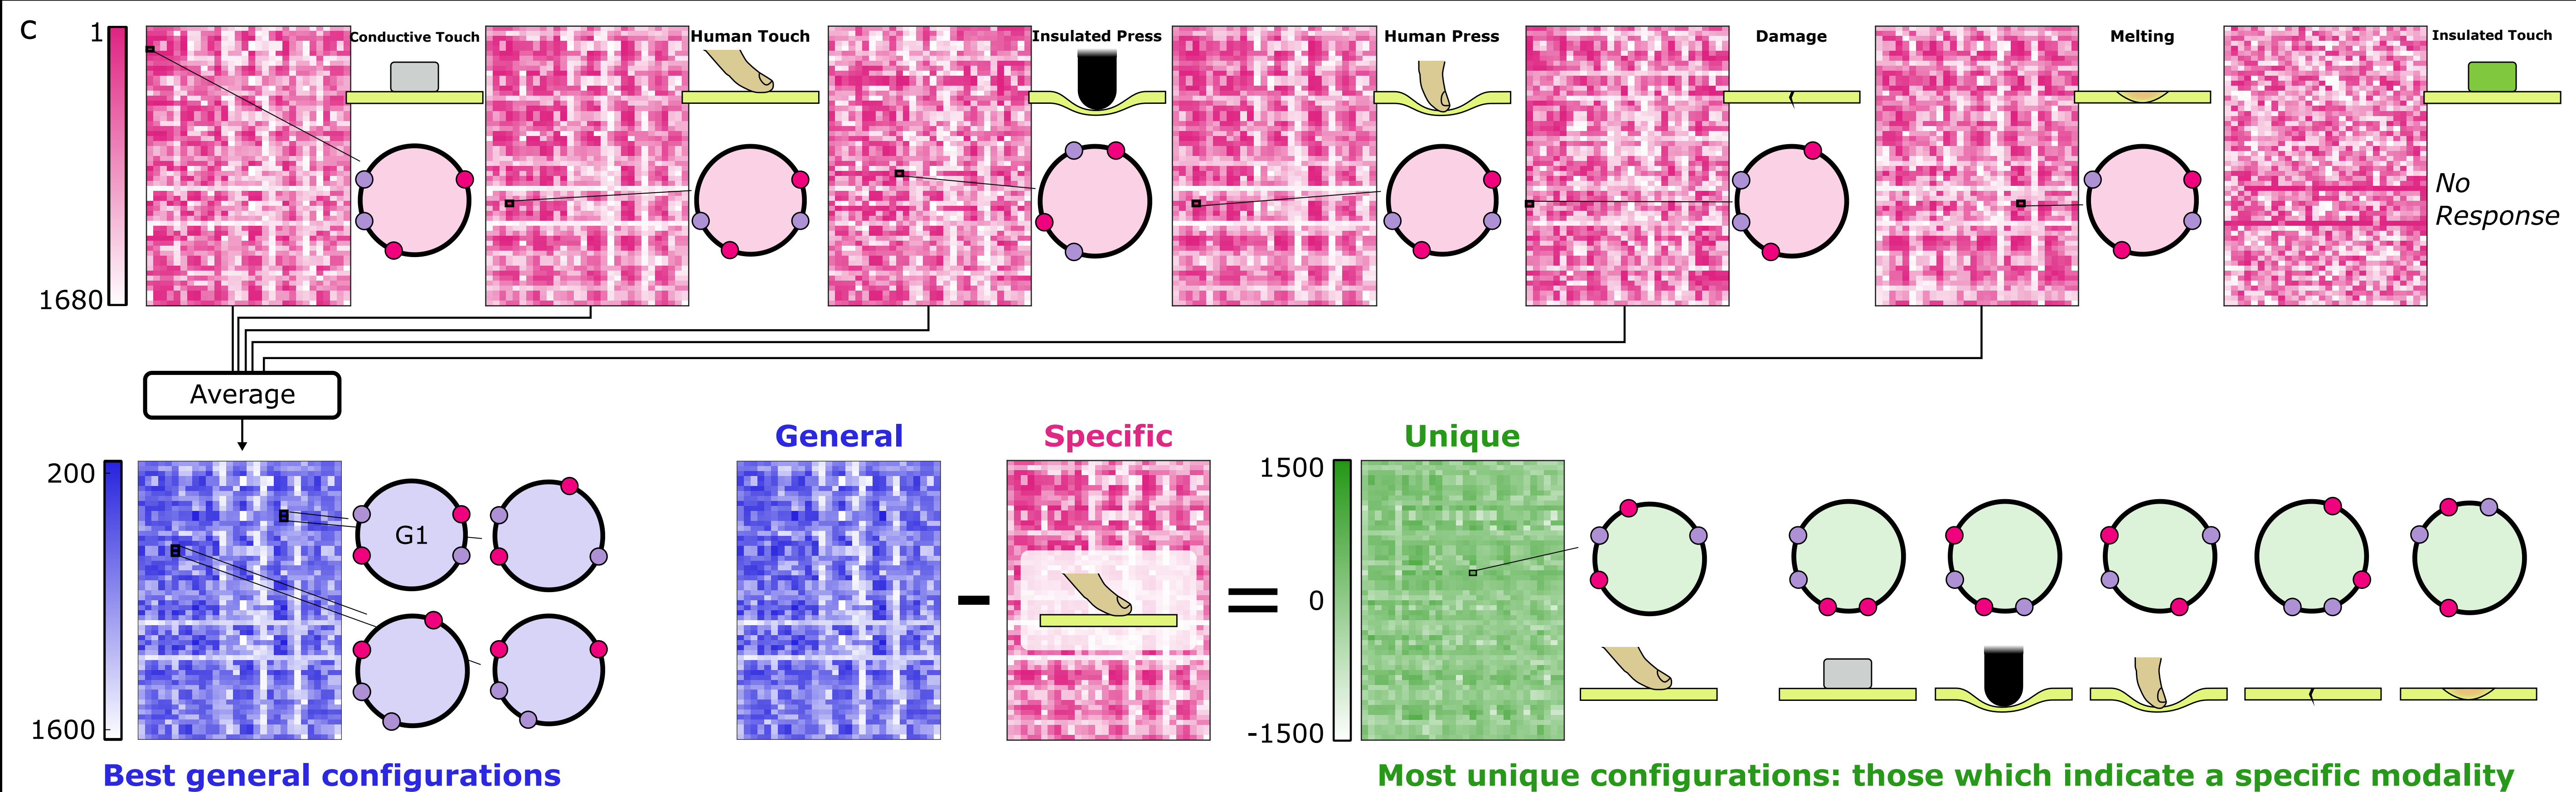 c
1
1680
Conductive Touch
Human Touch
Insulated Press
Human Press
Damage
Melting
Insulated Touch
No
Response
Average
200
1600
G1
Best general configurations
General
Specific
Unique
1500
0
-1500
Most unique configurations: those which indicate a specific modality